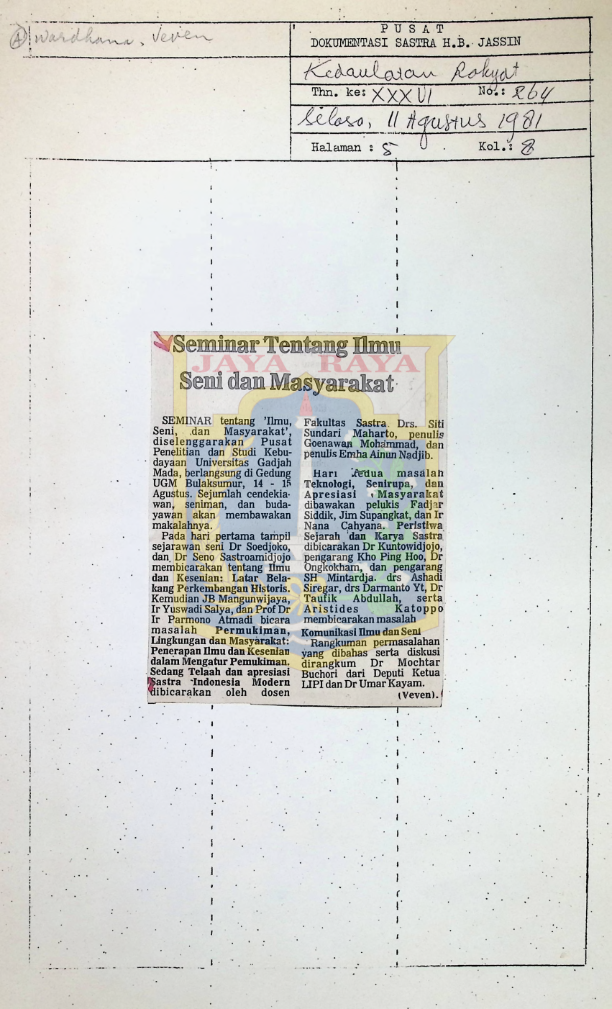 Wardhana, Veven
PUSAT
DOKUMENTASI SASTRA H.B. JASSIN
Kedaulatan Rakyat
Thn. ke: XXXVI No.: 264
Selasa, 11 Agustus 1981
Halaman : 5 Kol.: 8
Seminar Tentang Ilmu
Seni dan Masyarakat
JAYA RAYA
SEMINAR tentang 'Ilmu,
Seni, dan Masyarakat',
diselenggarakan Pusat
Penelitian dan Studi Kebu-
dayaan Universitas Gadjah
Mada, berlangsung di Gedung
UGM Bulaksumur, 14 - 15
Agustus. Sejumlah cendekia-
wan, seniman, dan buda-
yawan akan membawakan
makalahnya.
Pada hari pertama tampil
sejarawan seni Dr Soedjoko,
dan Dr Seno Sastroamidjojo
membicarakan tentang Ilmu
dan Kesenian: Latar Bela-
kang Perkembangan Historis.
Kemudian JB Mangunwijaya,
Ir Yuswadi Salya, dan Prof Dr
Ir Parmono Atmadi bicara
masalah Permukiman,
Lingkungan dan Masyarakat:
Penerapan Ilmu dan Kesenian
dalam Mengatur Pemukiman.
Sedang Telaah dan apresiasi
Sastra Indonesia Modern
dibicarakan oleh dosen
Fakultas Sastra Drs. Siti
Sundari Maharto, penulis
Goenawan Mohammad, dan
penulis Emha Ainun Nadjib.
Hari kedua masalah
Teknologi, Senirupa, dan
Apresiasi Masyarakat
dibawakan pelukis Fadjar
Siddik, Jim Supangkat, dan Ir
Nana Cahyana. Peristiwa
Sejarah dan Karya Sastra
dibicarakan Dr Kuntowidjojo,
pengarang Kho Ping Hoo, Dr
Ongkokham, dan pengarang
SH Mintardja. drs Ashadi
Siregar, drs Darmanto Yt, Dr
Taufik Abdullah, serta
Aristides Katoppo
membicarakan masalah
Komunikasi Ilmu dan Seni
Rangkuman permasalahan
yang dibahas serta diskusi
dirangkum Dr Mochtar
Buchori dari Deputi Ketua
LIPI dan Dr Umar Kayam.
(Veven).